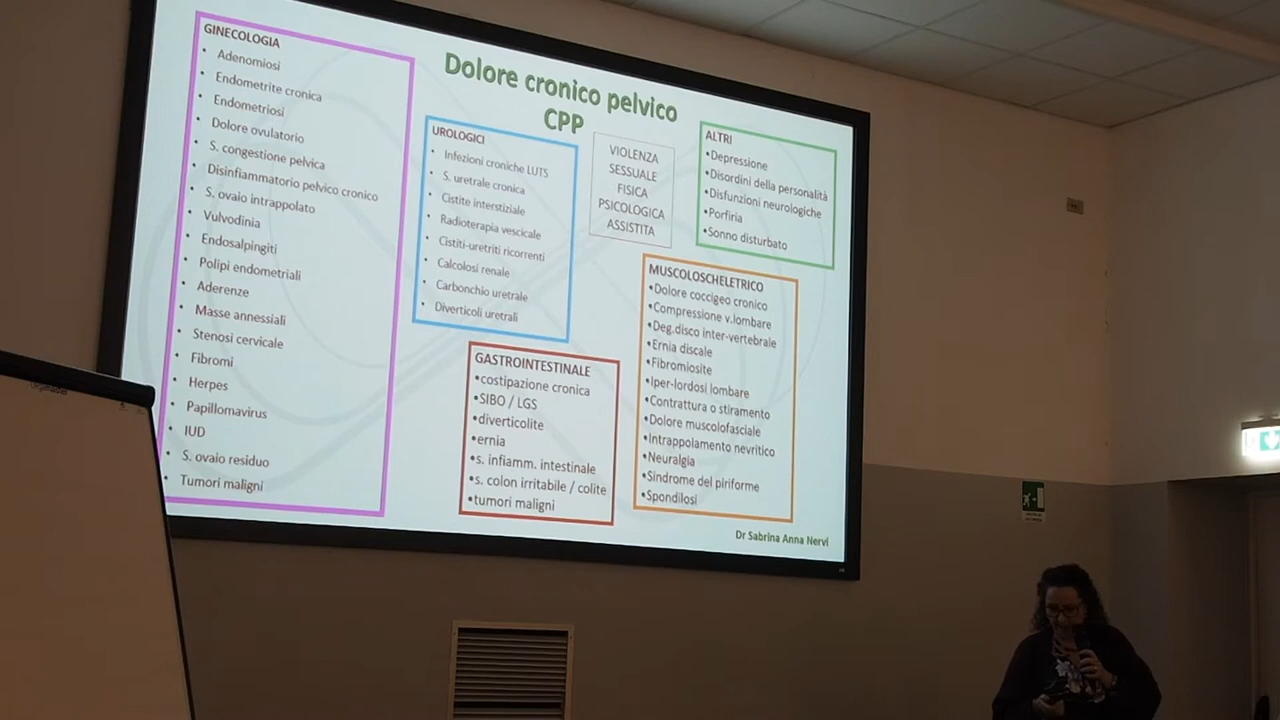 GINECOLOGIA
• Adenomiosi
• Endometrite cronica
• Endometriosi
• Dolore ovulatorio
• S. congestione pelvica
• Disinfiammatorio pelvico cronico
• S. ovaio intrappolato
• Vulvodinia
• Endosalpingiti
• Polipi endometriali
• Aderenze
• Masse annessiali
• Stenosi cervicale
• Fibromi
• Herpes
• Papillomavirus
• IUD
• S. ovaio residuo
• Tumori maligni
Dolore cronico pelvico
CPP
UROLOGICI
• Infezioni croniche LUTS
• S. uretrale cronica
• Cistite interstiziale
• Radioterapia vescicale
• Cistiti-uretriti ricorrenti
• Calcolosi renale
• Carbonchio uretrale
• Diverticoli uretrali
VIOLENZA
SESSUALE
FISICA
PSICOLOGICA
ASSISTITA
ALTRI
•Depressione
•Disordini della personalità
•Disfunzioni neurologiche
•Porfiria
•Sonno disturbato
GASTROINTESTINALE
•costipazione cronica
•SIBO / LGS
•diverticolite
•ernia
•s. infiamm. intestinale
•s. colon irritabile / colite
•tumori maligni
MUSCOLOSCHELETRICO
•Dolore coccigeo cronico
•Compressione v.lombare
•Deg.disco inter-vertebrale
•Ernia discale
•Fibromiosite
•Iper-lordosi lombare
•Contrattura o stiramento
•Dolore muscolofasciale
•Intrappolamento nevritico
•Neuralgia
•Sindrome del piriforme
•Spondilosi
Dr Sabrina Anna Nervi